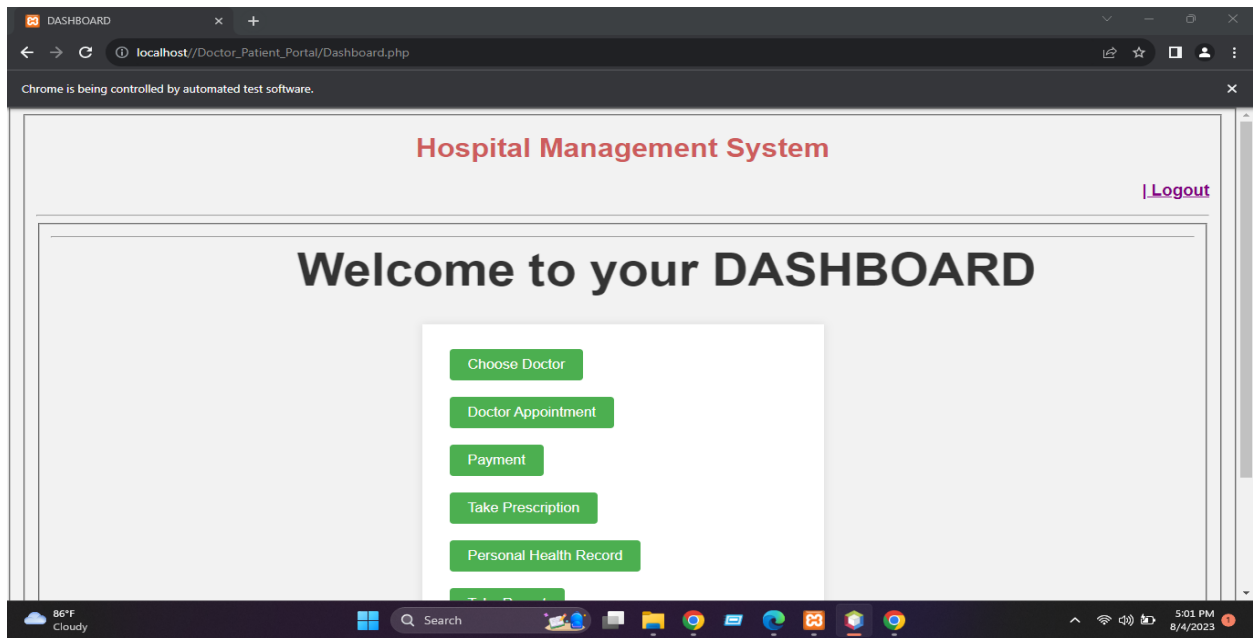 DASHBOARD
localhost//Doctor_Patient_Portal/Dashboard.php
Chrome is being controlled by automated test software.
Hospital Management System
| Logout
Welcome to your DASHBOARD
Choose Doctor
Doctor Appointment
Payment
Take Prescription
Personal Health Record
86°F
Cloudy
Search
5:01 PM
8/4/2023
1